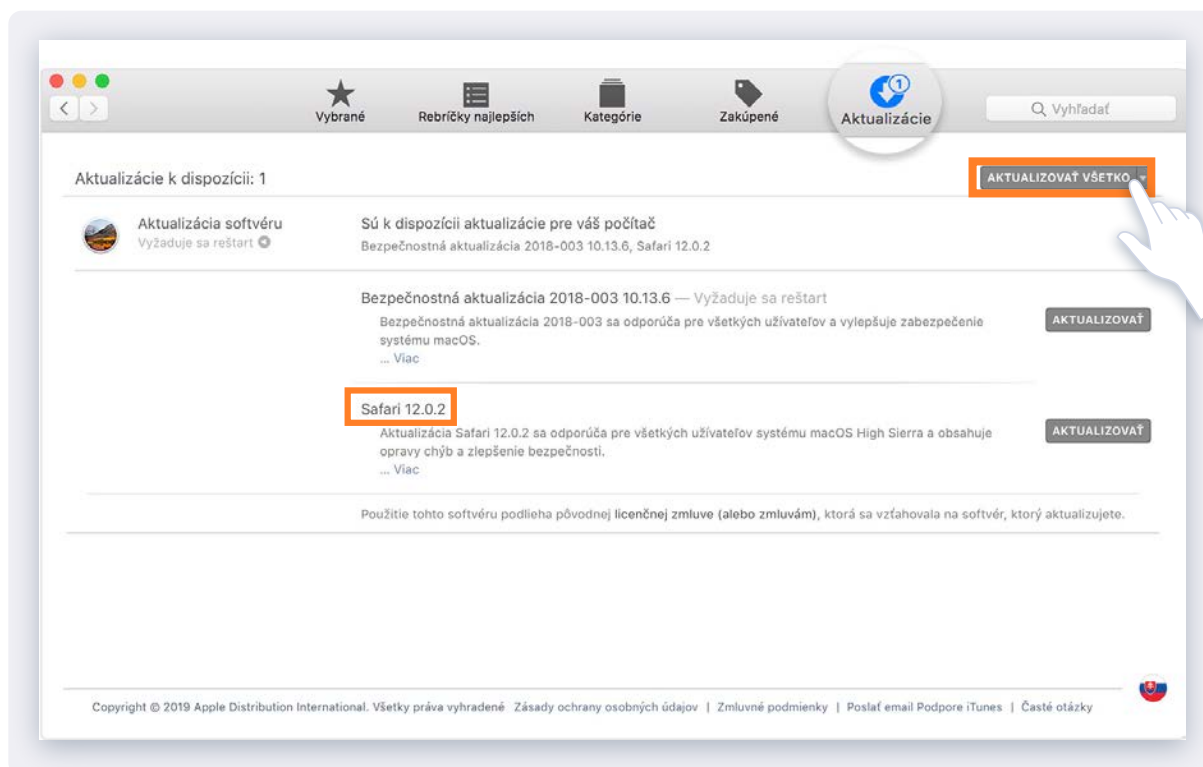 Vybrané
Rebríčky najlepších
Kategórie
Zakúpené
1
Aktualizácie
Vyhľadať
Aktualizácie k dispozícii: 1
AKTUALIZOVAŤ VŠETKO
Aktualizácia softvéru
Vyžaduje sa reštart
Sú k dispozícii aktualizácie pre váš počítač
Bezpečnostná aktualizácia 2018-003 10.13.6, Safari 12.0.2
Bezpečnostná aktualizácia 2018-003 10.13.6 — Vyžaduje sa reštart
Bezpečnostná aktualizácia 2018-003 sa odporúča pre všetkých užívateľov a vylepšuje zabezpečenie
systému macOS.
... Viac
AKTUALIZOVAŤ
Safari 12.0.2
Aktualizácia Safari 12.0.2 sa odporúča pre všetkých užívateľov systému macOS High Sierra a obsahuje
opravy chýb a zlepšenie bezpečnosti.
... Viac
AKTUALIZOVAŤ
Použitie tohto softvéru podlieha pôvodnej licenčnej zmluve (alebo zmluvám), ktorá sa vzťahovala na softvér, ktorý aktualizujete.
Copyright © 2019 Apple Distribution International. Všetky práva vyhradené Zásady ochrany osobných údajov | Zmluvné podmienky | Poslať email Podpore iTunes | Časté otázky